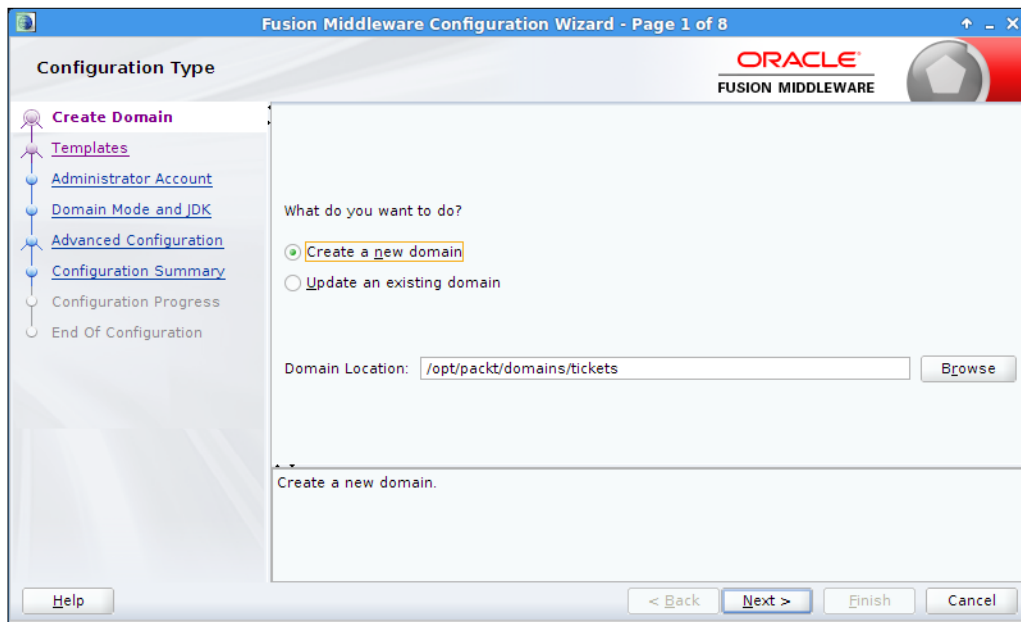 Fusion Middleware Configuration Wizard - Page 1 of 8
Configuration Type
ORACLE
FUSION MIDDLEWARE
Create Domain
Templates
Administrator Account
Domain Mode and JDK
Advanced Configuration
Configuration Summary
Configuration Progress
End Of Configuration
What do you want to do?
Create a new domain
Update an existing domain
Domain Location: /opt/packt/domains/tickets Browse
Create a new domain.
Help < Back Next > Finish Cancel